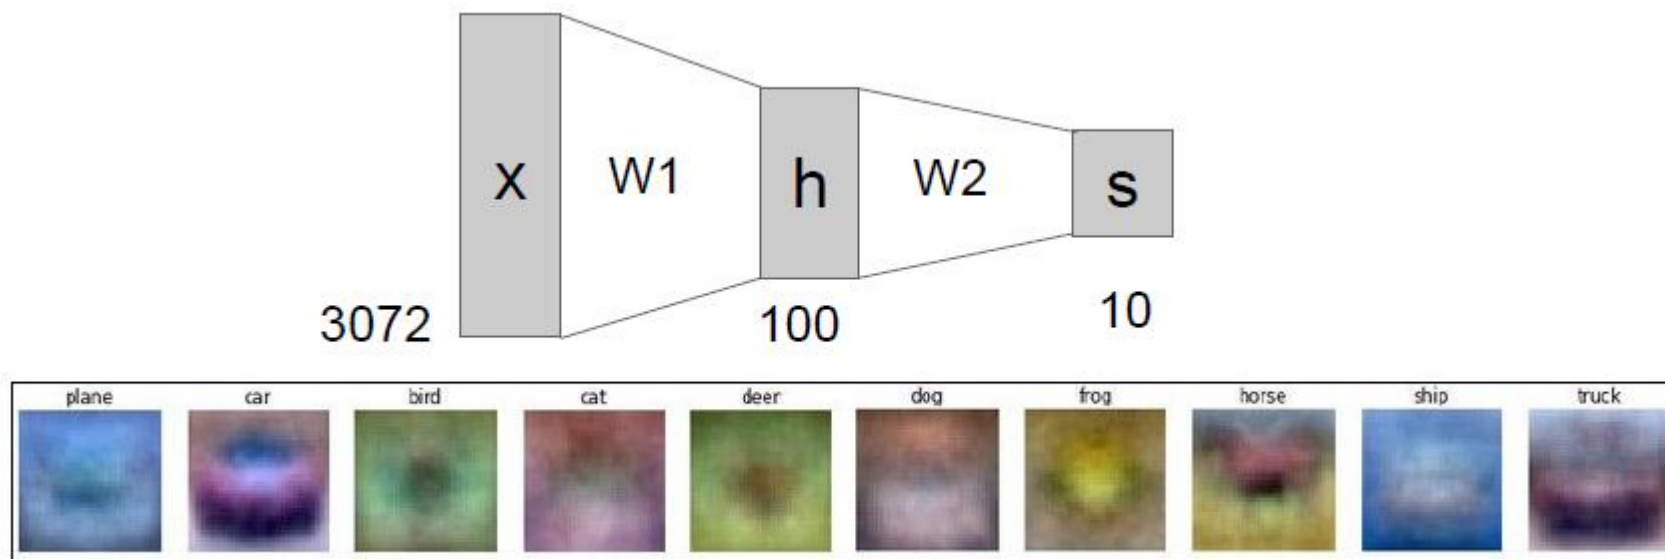 x W1 h W2 s
3072 100 10
plane car bird cat deer dog frog horse ship truck